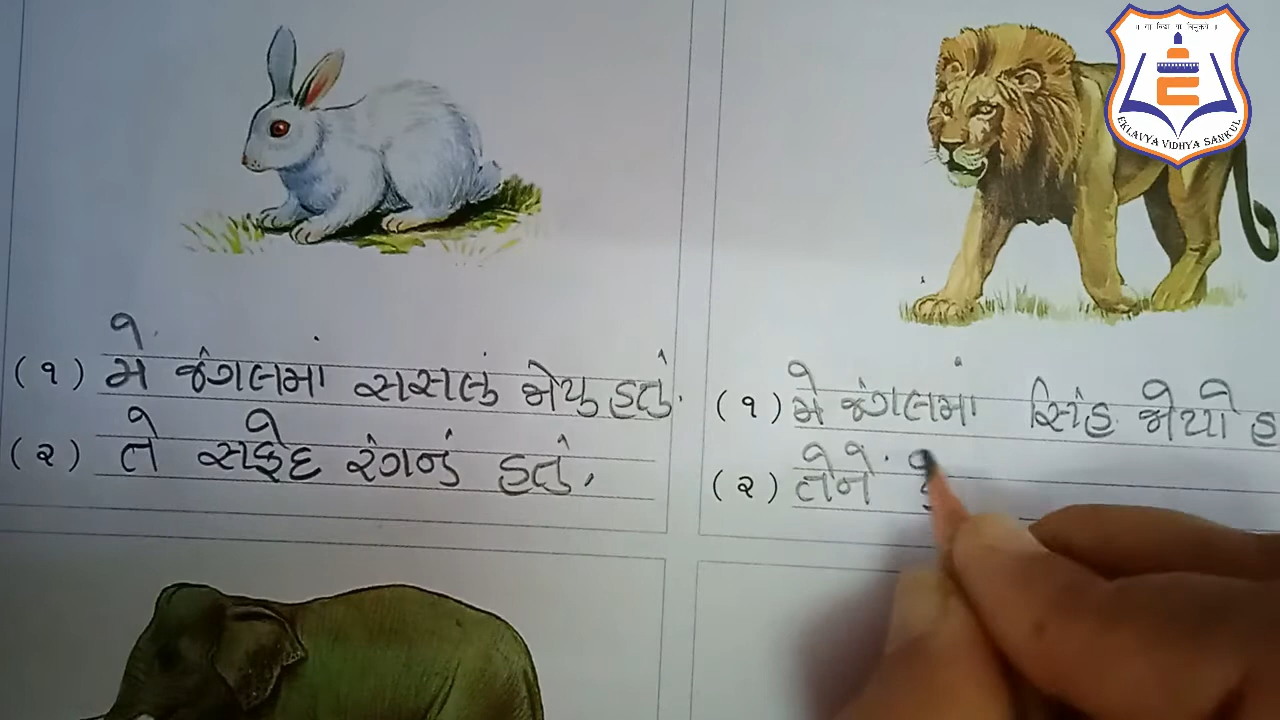 (૧) મેં જંગલમાં સસલું જોયુ હતું.
(૨) તે સફેદ રંગનું હતું.
(૧) મેં જંગલમાં સિંહ જોયો હ
(૨) તેને
EKLAVYA VIDHYA SANKUL